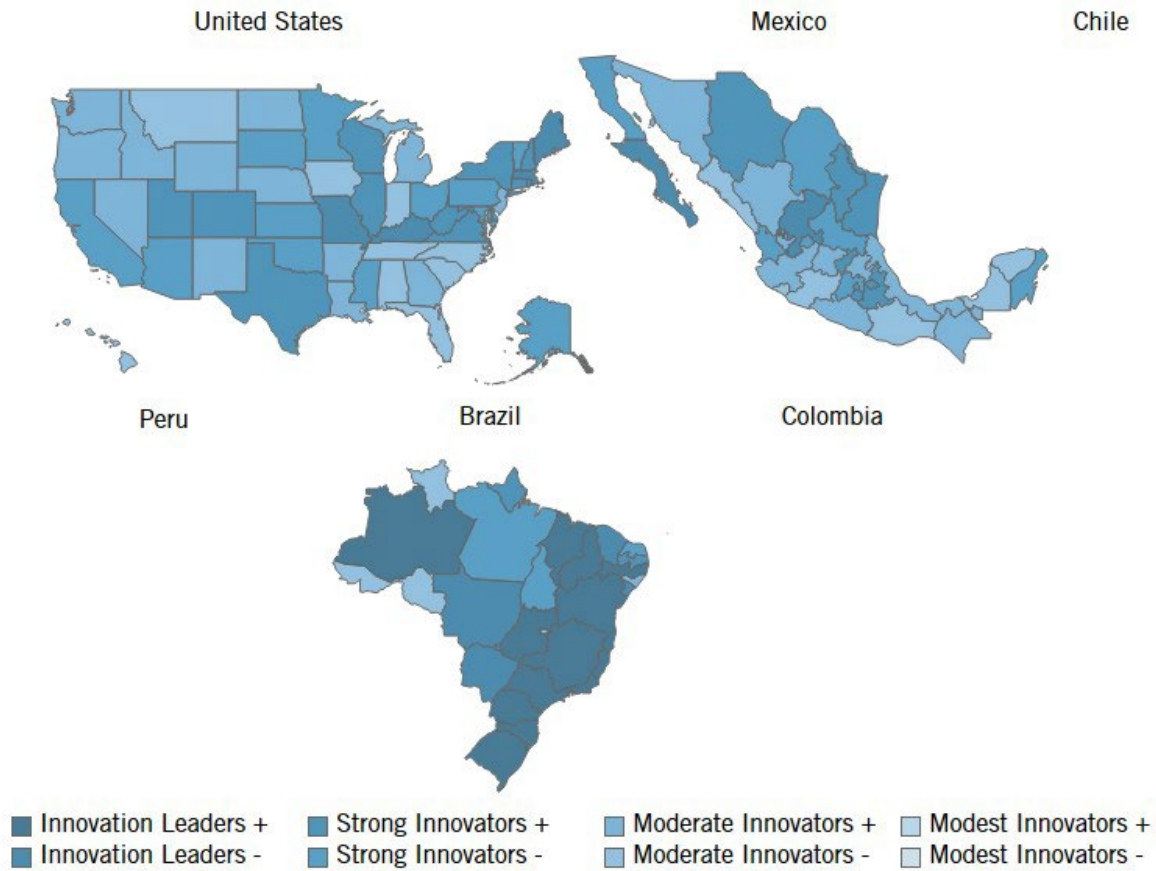 United States
Mexico
Chile
Peru
Brazil
Colombia
Innovation Leaders +
Strong Innovators +
Moderate Innovators +
Modest Innovators +
Innovation Leaders -
Strong Innovators -
Moderate Innovators -
Modest Innovators -